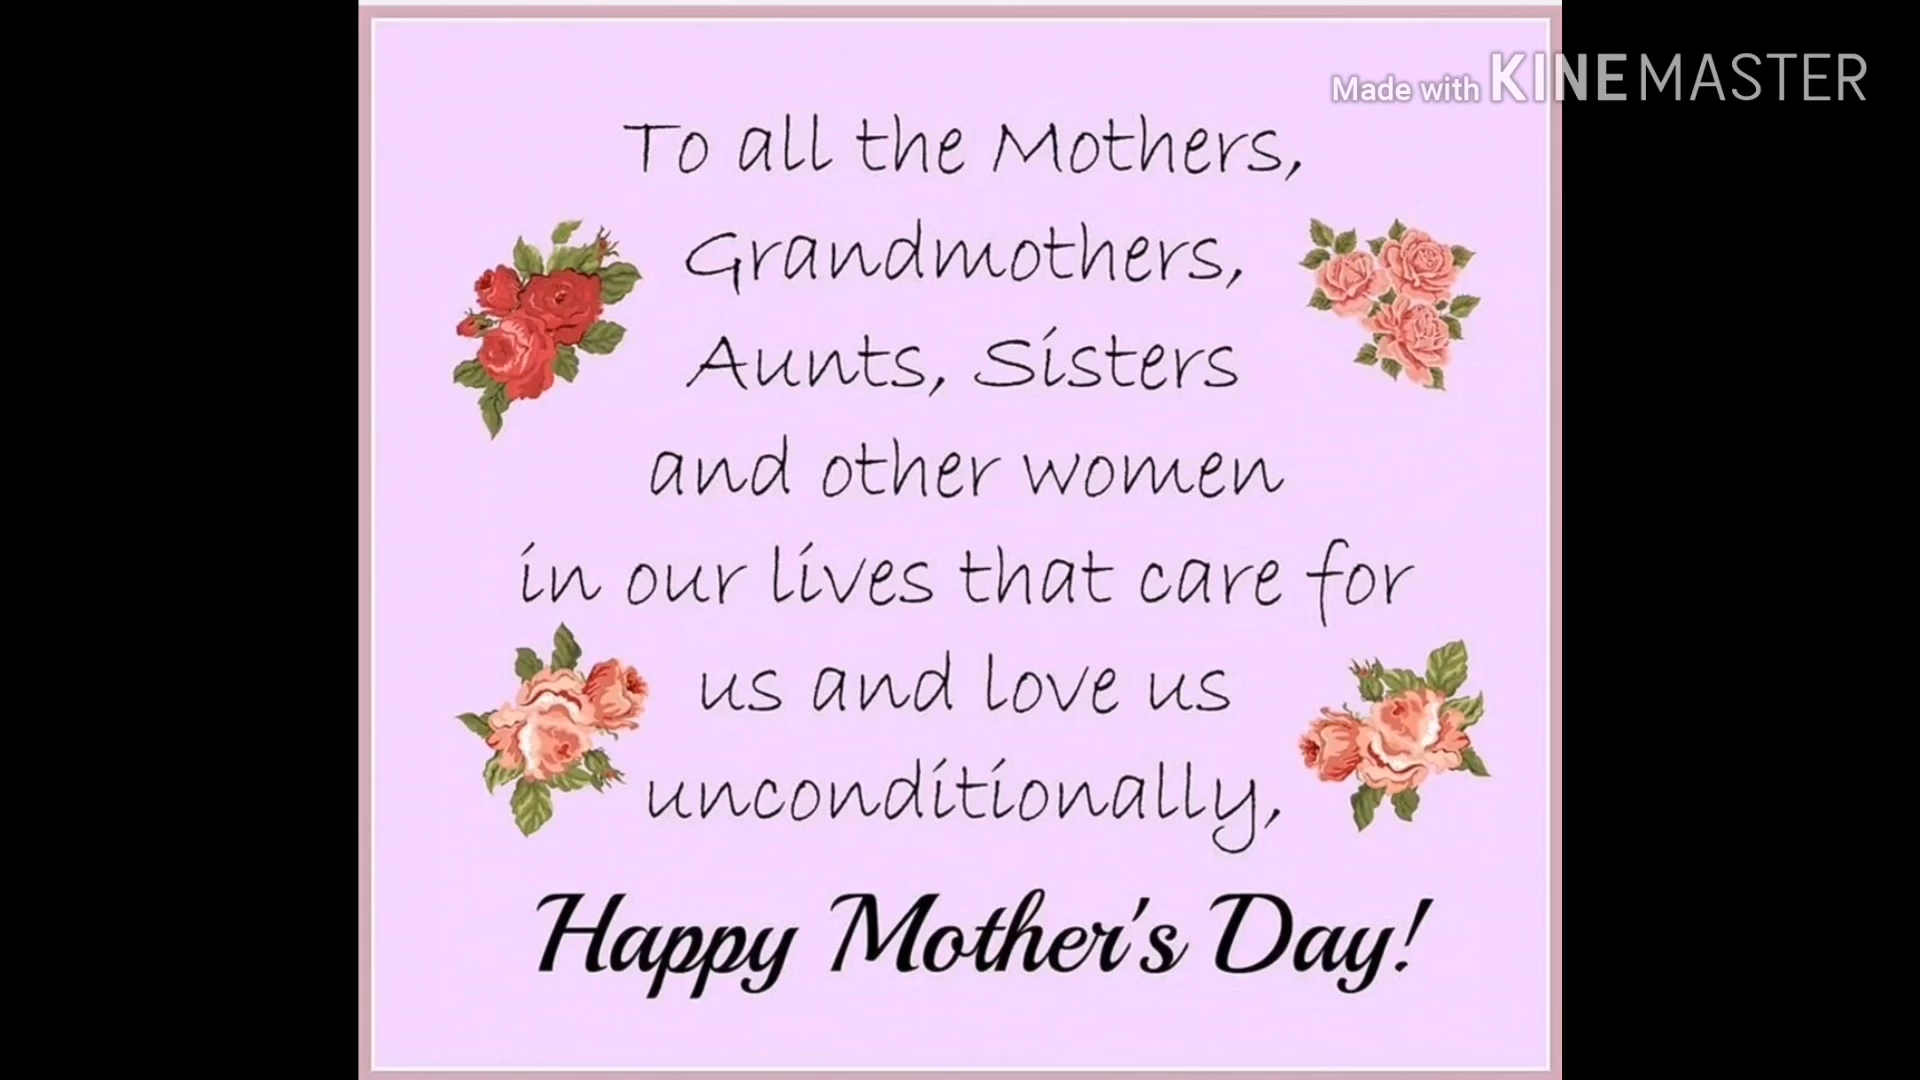 Made with KINEMASTER
To all the Mothers,
Grandmothers,
Aunts, Sisters
and other women
in our lives that care for
us and love us
unconditionally,
Happy Mother's Day!